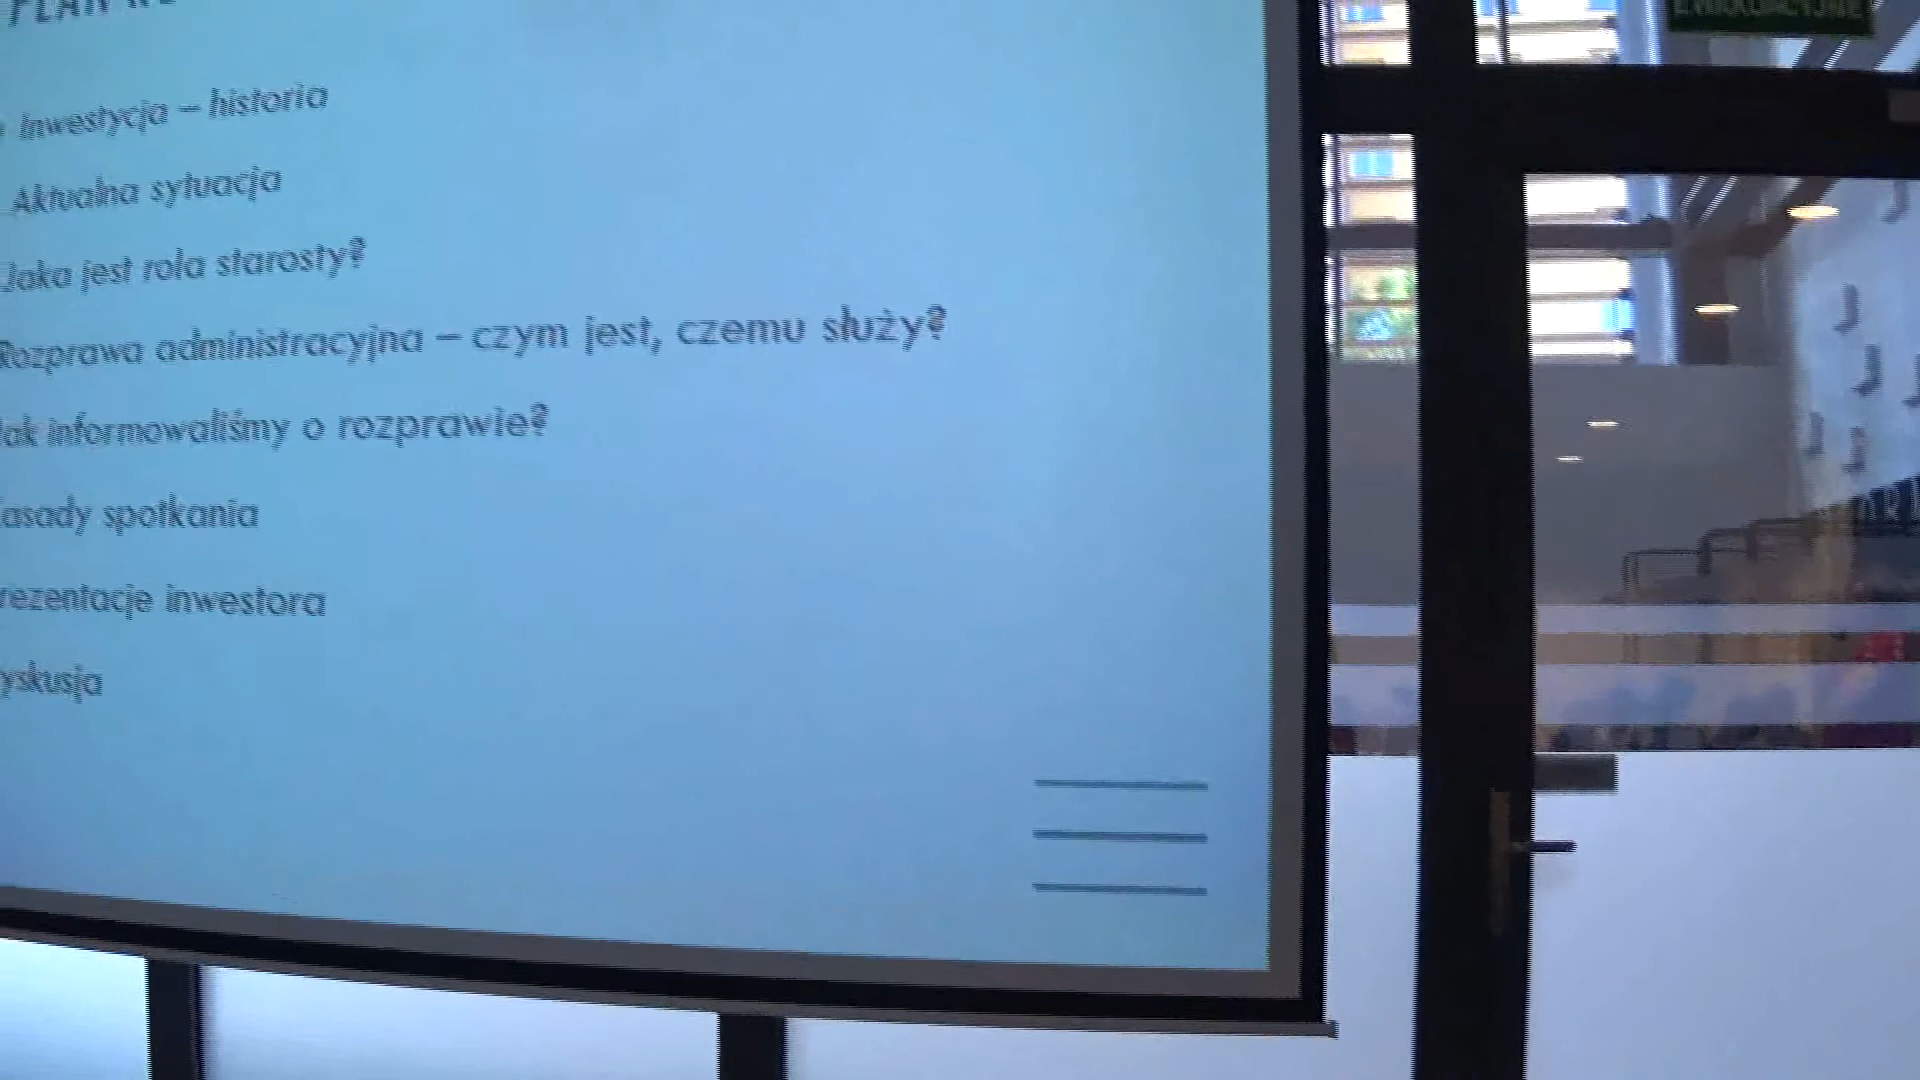 PLAN
Inwestycja – historia
Aktualna sytuacja
Jaka jest rola starosty?
Rozprawa administracyjna – czym jest, czemu służy?
Jak informowaliśmy o rozprawie?
asady spotkania
rezentacje inwestora
yskusja